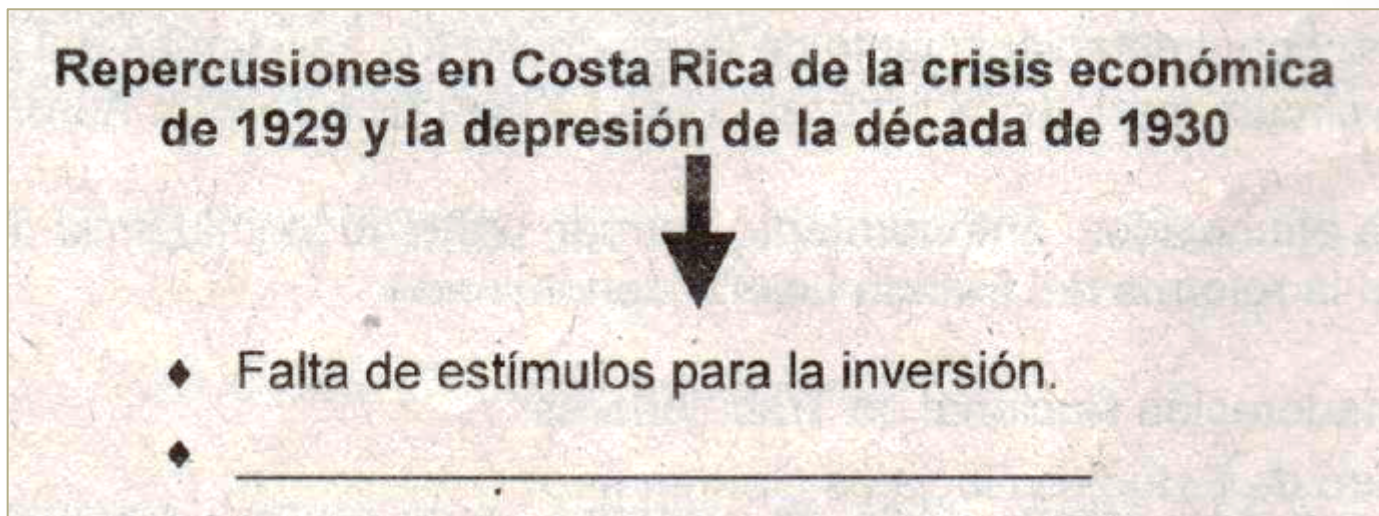 Repercusiones en Costa Rica de la crisis económica
de 1929 y la depresión de la década de 1930
♦ Falta de estímulos para la inversión.
♦ ____________________